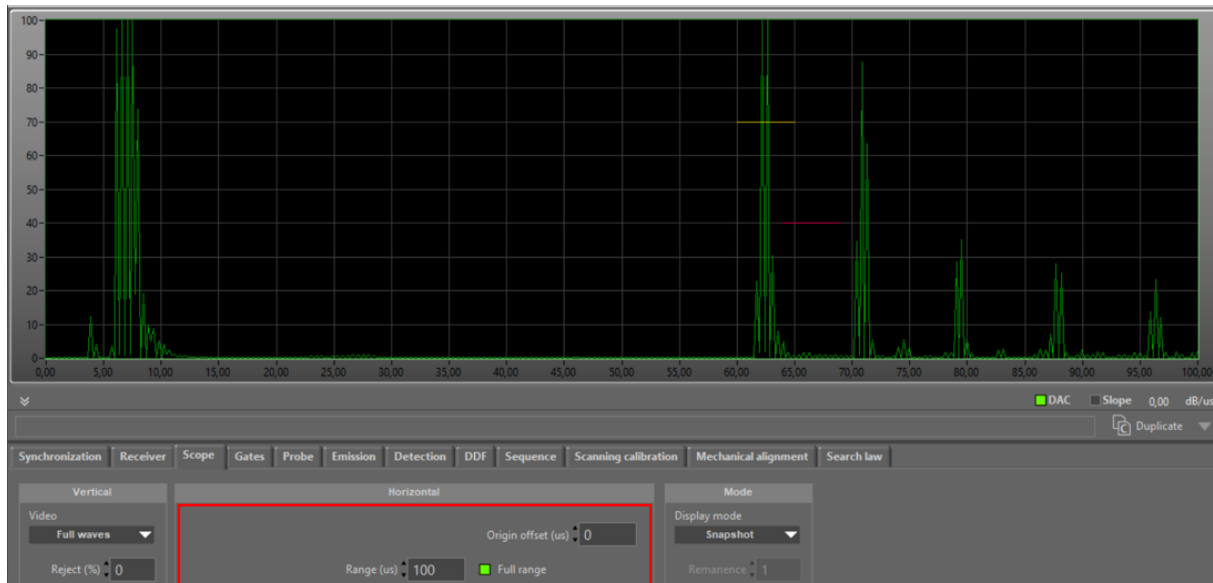 100-
90-
80-
70-
60-
50-
40-
30-
20-
10-
0-
0,00 5,00 10,00 15,00 20,00 25,00 30,00 35,00 40,00 45,00 50,00 55,00 60,00 65,00 70,00 75,00 80,00 85,00 90,00 95,00 100,00
DAC Slope 0,00 dB/us
Duplicate
Synchronization Receiver Scope Gates Probe Emission Detection DDF Sequence Scanning calibration Mechanical alignment Search law
Vertical Horizontal Mode
Video Display mode
Full waves Origin offset (us) 0 Snapshot
Reject (%) 0 Range (us) 100 Full range Remanence 1